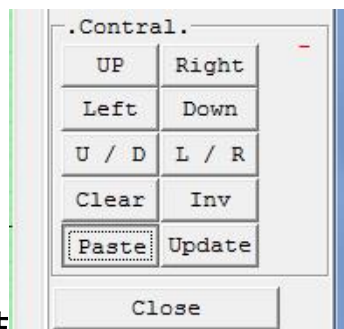 .Contral.
UP Right
Left Down
U / D L / R
Clear Inv
Paste Update
Close